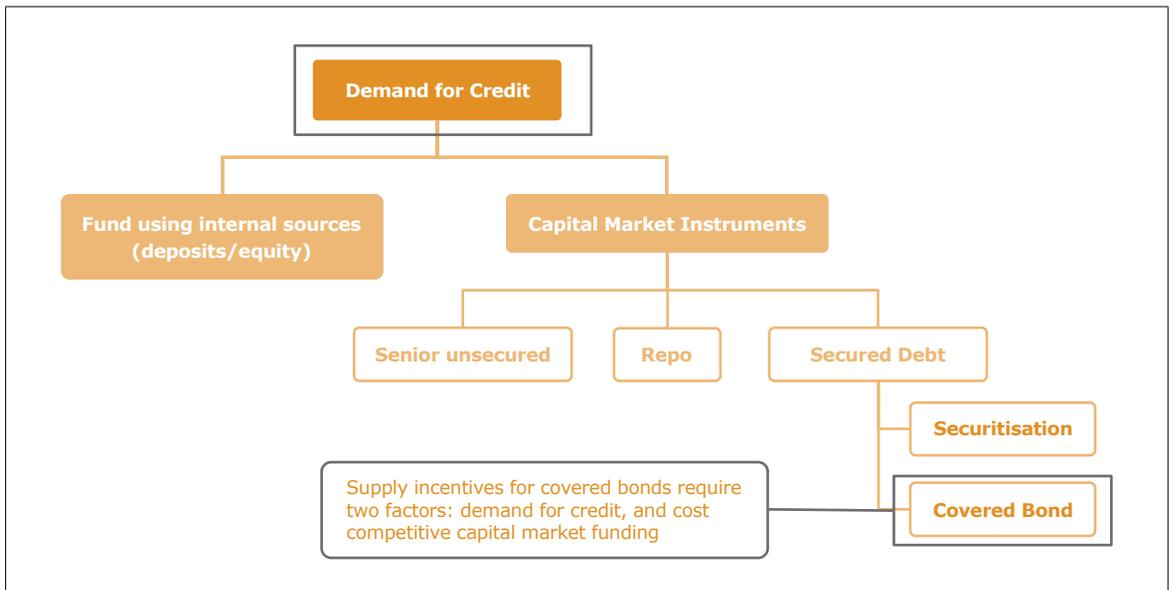 Demand for Credit
Fund using internal sources
(deposits/equity)
Capital Market Instruments
Senior unsecured
Repo
Secured Debt
Securitisation
Supply incentives for covered bonds require
two factors: demand for credit, and cost
competitive capital market funding
Covered Bond